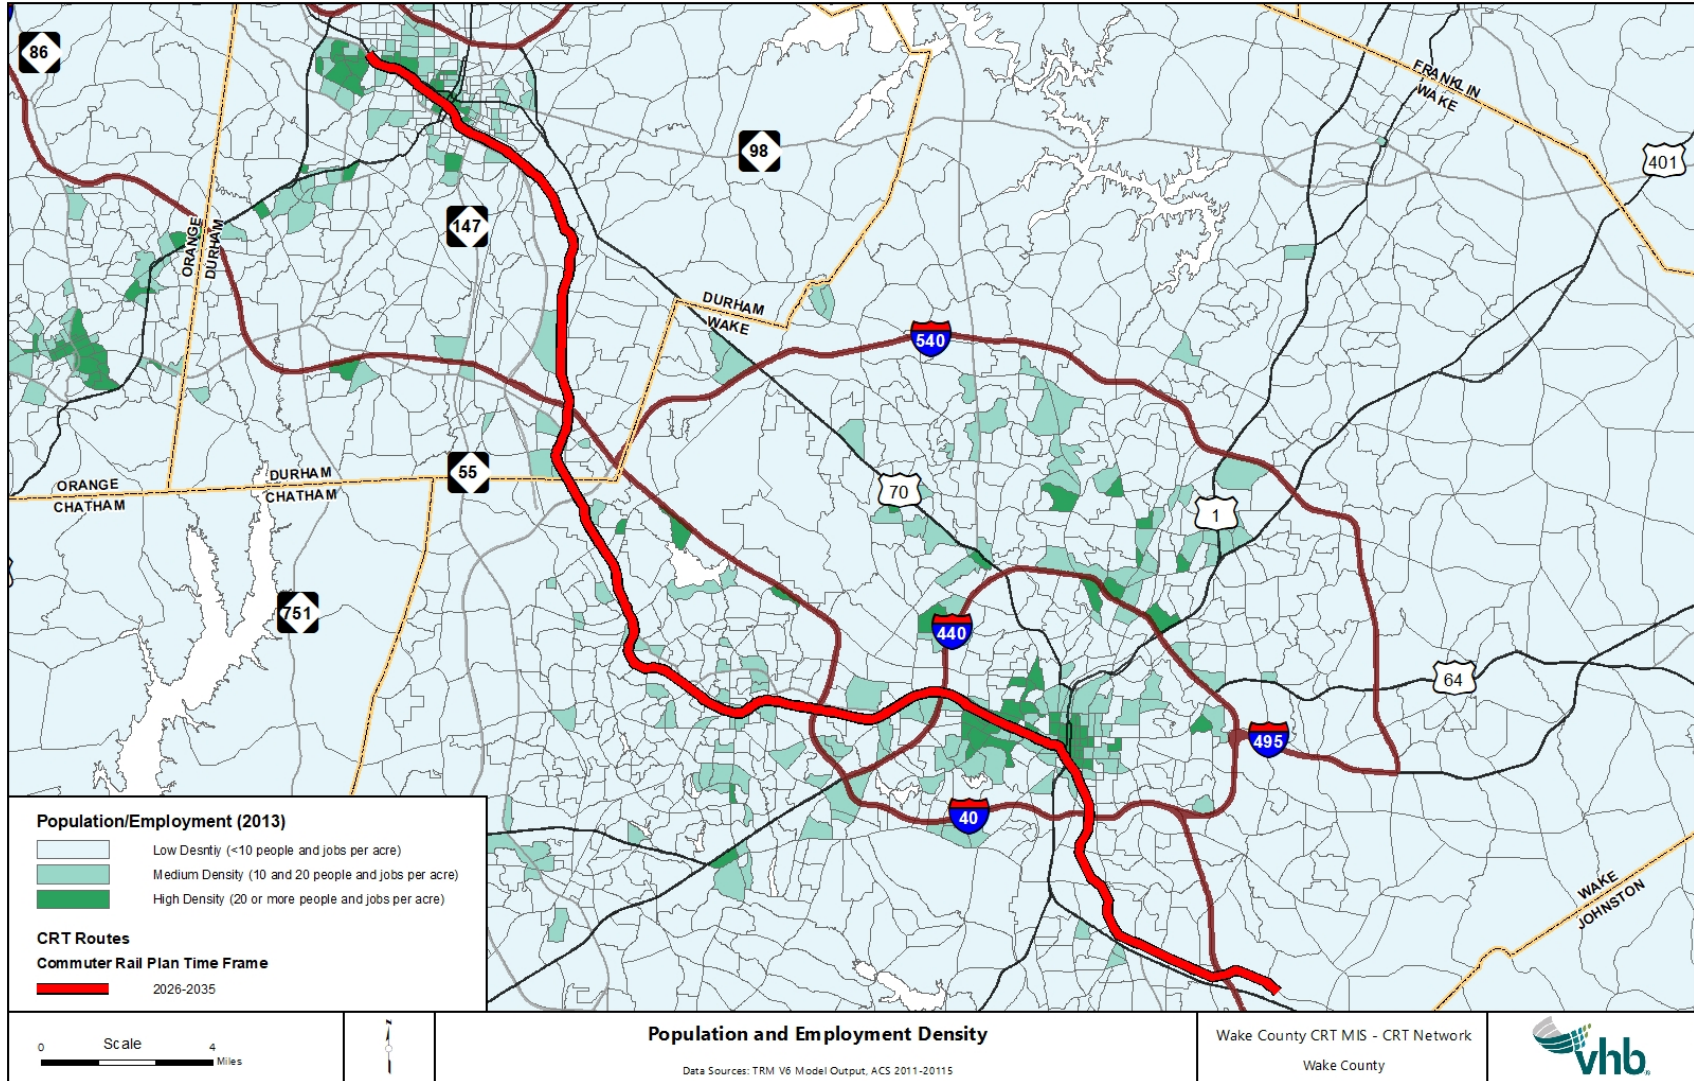 86
98
147
401
FRANKLIN
WAKE
ORANGE
DURHAM
DURHAM
WAKE
540
55
DURHAM
CHATHAM
ORANGE
CHATHAM
70
1
751
440
64
495
40
WAKE
JOHNSTON
Population/Employment (2013)
Low Desntiy (<10 people and jobs per acre)
Medium Density (10 and 20 people and jobs per acre)
High Density (20 or more people and jobs per acre)
CRT Routes
Commuter Rail Plan Time Frame
2026-2035
0 Scale 4
Miles
N
Population and Employment Density
Data Sources: TRM V6 Model Output, ACS 2011-20115
Wake County CRT MIS - CRT Network
Wake County
vhb